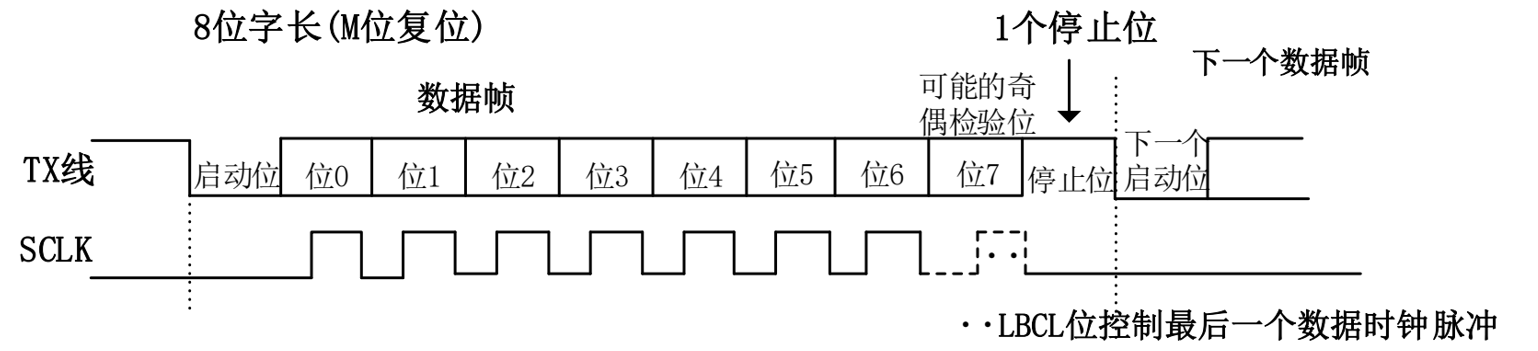 8位字长(M位复位)
1个停止位
下一个数据帧
数据帧
可能的奇
偶检验位
TX线
启动位
位0
位1
位2
位3
位4
位5
位6
位7
停止位
下一个
启动位
SCLK
··
··LBCL位控制最后一个数据时钟脉冲